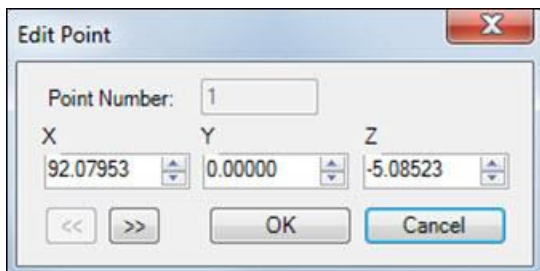 Edit Point
Point Number: 1
X Y Z
92.07953 0.00000 -5.08523
<< >> OK Cancel